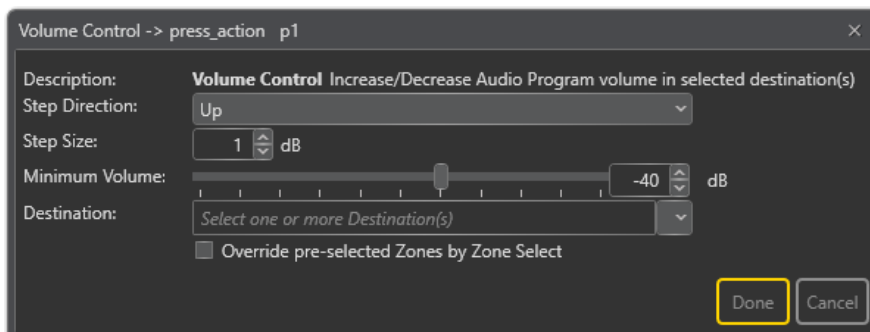 Volume Control -> press_action p1
Description: Volume Control Increase/Decrease Audio Program volume in selected destination(s)
Step Direction: Up
Step Size: 1 dB
Minimum Volume: -40 dB
Destination: Select one or more Destination(s)
Override pre-selected Zones by Zone Select
Done Cancel